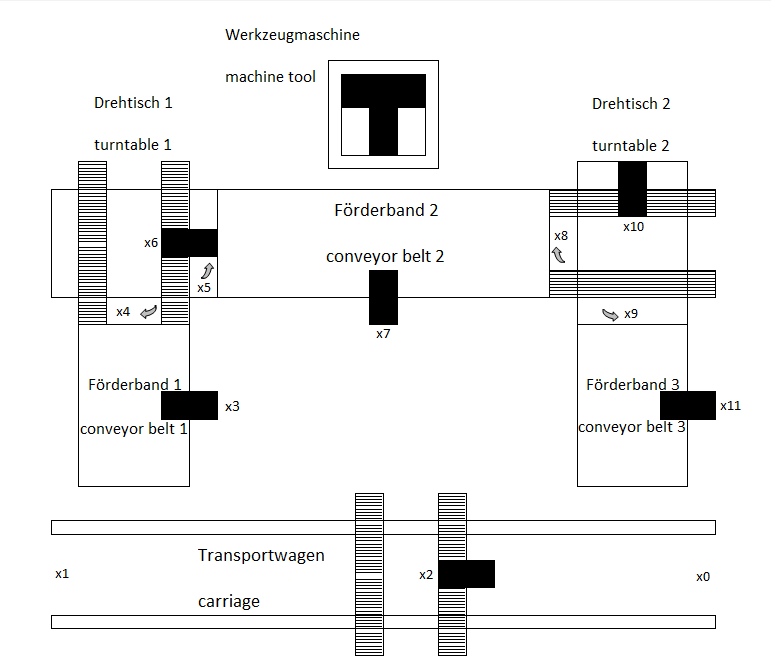 Werkzeugmaschine
machine tool
Drehtisch 1
turntable 1
Drehtisch 2
turntable 2
Förderband 2
conveyor belt 2
x6
x5
x4
x7
x8
x10
x9
Förderband 1
conveyor belt 1
x3
Förderband 3
conveyor belt 3
x11
Transportwagen
carriage
x1
x2
x0